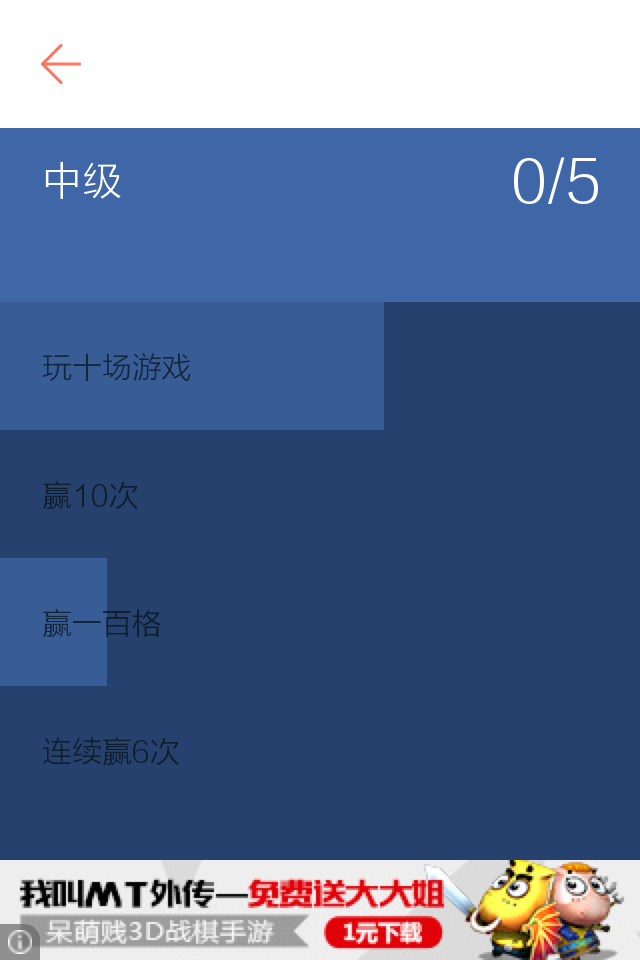 中级
0/5
玩十场游戏
赢10次
赢一百格
连续赢6次
我叫MT外传—免费送大大姐
呆萌贱3D战棋手游
1元下载